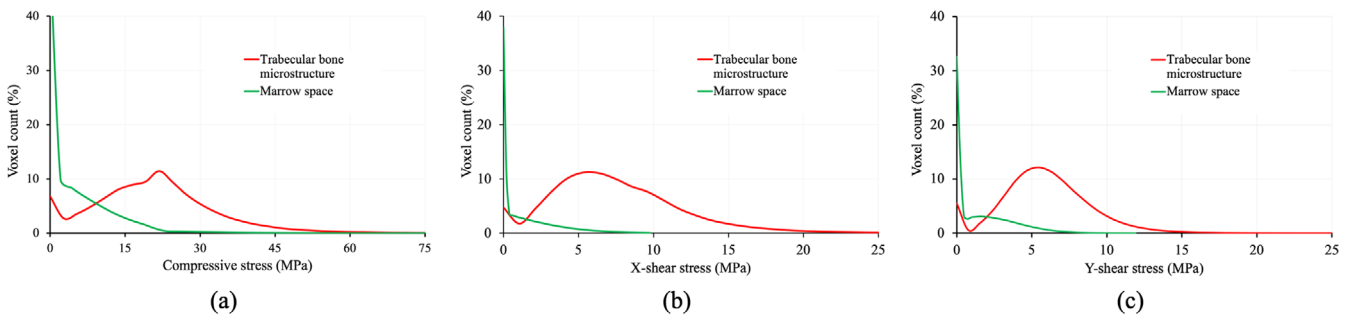 40
30
20
10
0
Voxel count (%)
Trabecular bone
microstructure
Marrow space
0 15 30 45 60 75
Compressive stress (MPa)
(a)
40
30
20
10
0
Voxel count (%)
Trabecular bone
microstructure
Marrow space
0 5 10 15 20 25
X-shear stress (MPa)
(b)
40
30
20
10
0
Voxel count (%)
Trabecular bone
microstructure
Marrow space
0 5 10 15 20 25
Y-shear stress (MPa)
(c)